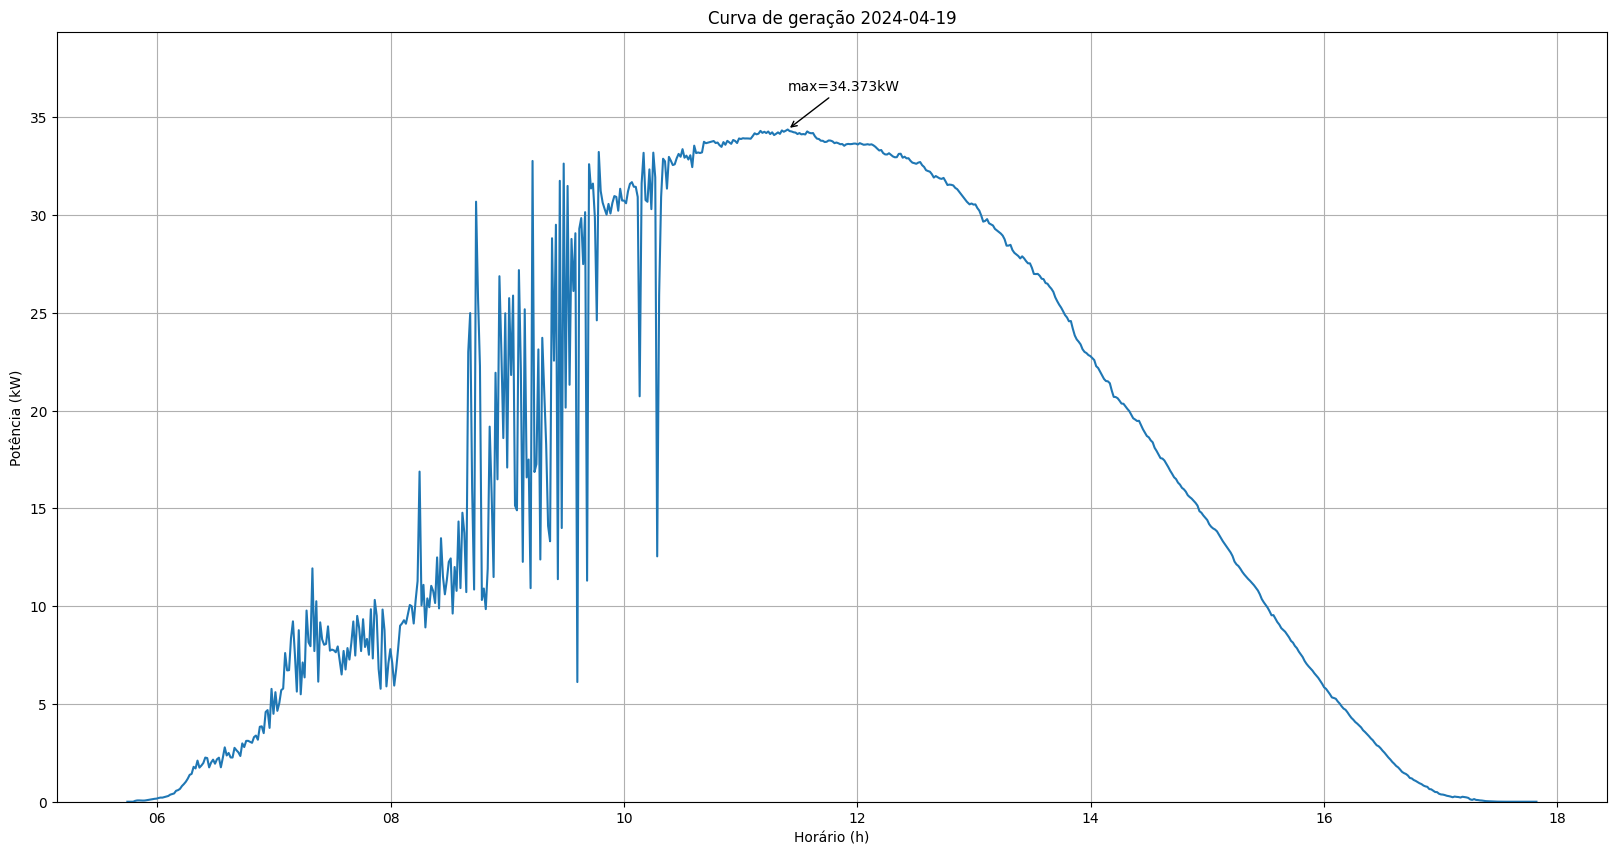 Curva de geração 2024-04-19
max=34.373kW
35
30
25
20
15
10
5
0
Potência (kW)
06 08 10 12 14 16 18
Horário (h)